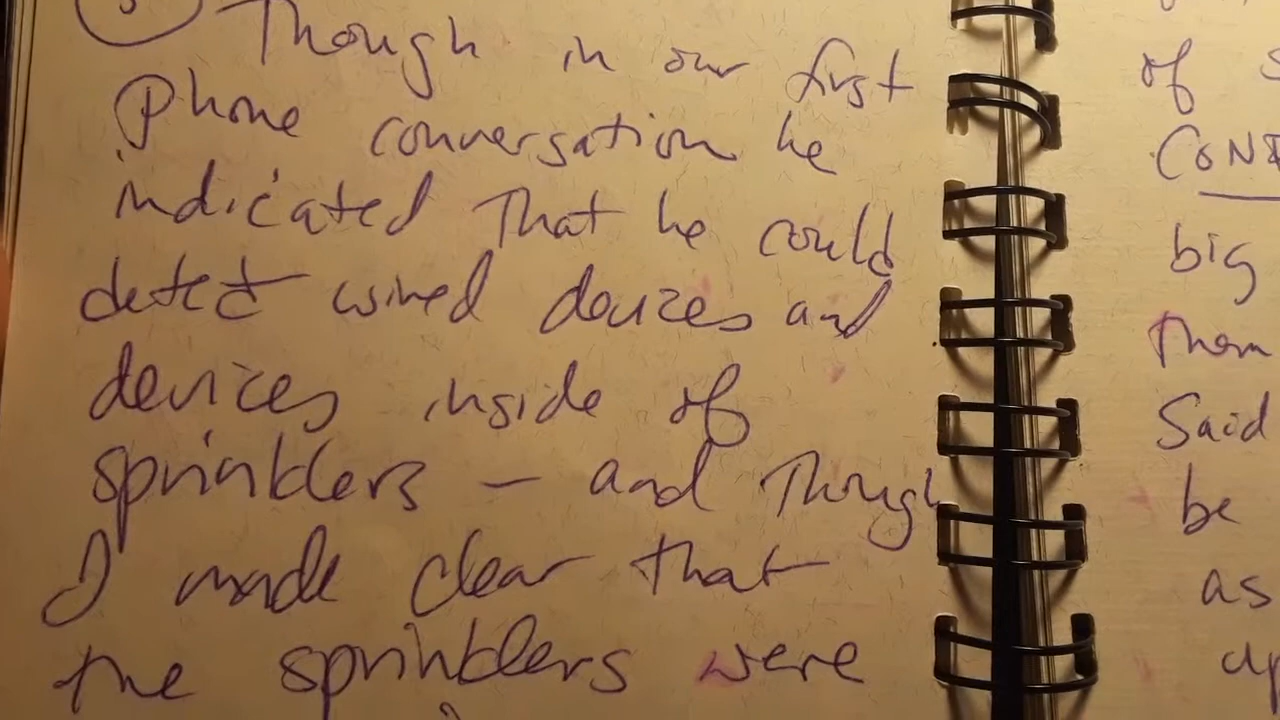 Though in our first
Phone conversation he
indicated That he could
detect wired devices and
devices inside of
sprinklers — and Though
I made clear that
the sprinklers were
of
big
Them
Said
be
as
up